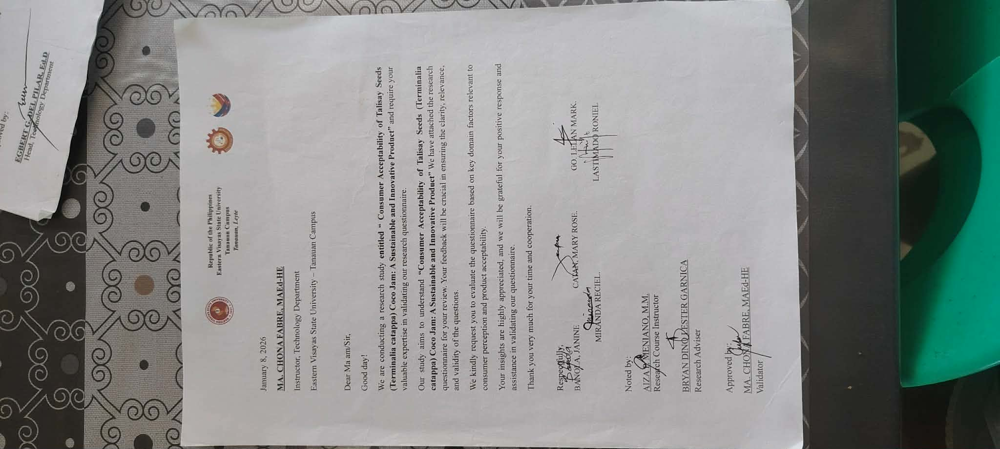 Republic of the Philippines
Eastern Visayas State University
Tanauan Campus
Tanauan, Leyte
January 8, 2026
MA. CHONA FABRE, MAEd-HE
Instructor, Technology Department
Eastern Visayas State University – Tanauan Campus
Dear Ma am/Sir,
Good day!
We are conducting a research study entitled “ Consumer Acceptability of Talisay Seeds
(Terminalia catappa) Coco Jam: A Sustainable and Innovative Product” and require your
valuable expertise in validating our research questionnaire.
Our study aims to understand “Consumer Acceptability of Talisay Seeds (Terminalia
catappa) Coco Jam: A Sustainable and Innovative Product” We have attached the research
questionnaire for your review. Your feedback will be crucial in ensuring the clarity, relevance,
and validity of the questions.
We kindly request you to evaluate the questionnaire based on key domain factors relevant to
consumer perception and product acceptability.
Your insights are highly appreciated, and we will be grateful for your positive response and
assistance in validating our questionnaire.
Thank you very much for your time and cooperation.
Respectfully,
BANOJ A, JANINE CAIAN, MARY ROSE. GO, LEEIAN MARK.
Miranda
MIRANDA RECIEL. LASTIMADO RONIEL
Noted by:
AIZA MENIANO, M.M.
Research Course Instructor
BRYAN DINO LESTER GARNICA
Research Adviser
Approved by:
MA. CHONA FABRE, MAEd-HE
Validator
EGBERT G. DEL PILAR, Ed.D
Head, Technology Department